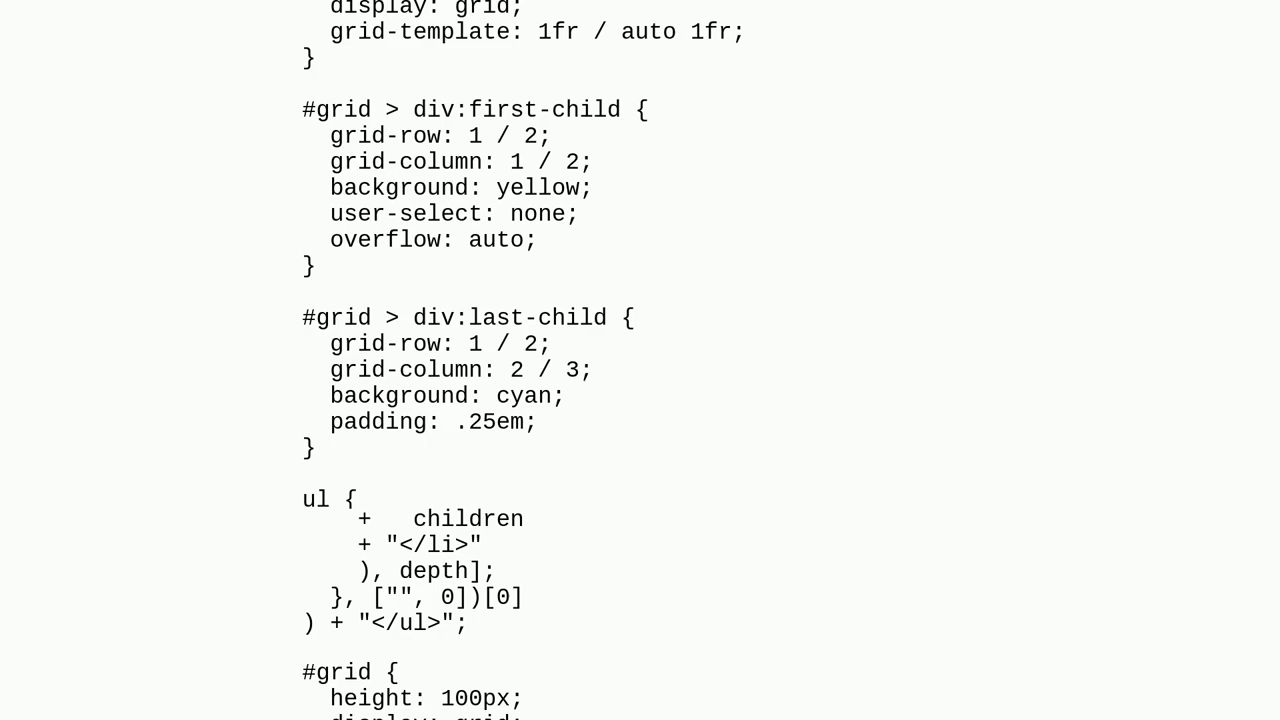 display: grid;
  grid-template: 1fr / auto 1fr;
}

#grid > div:first-child {
  grid-row: 1 / 2;
  grid-column: 1 / 2;
  background: yellow;
  user-select: none;
  overflow: auto;
}

#grid > div:last-child {
  grid-row: 1 / 2;
  grid-column: 2 / 3;
  background: cyan;
  padding: .25em;
}

ul {
    +   children
    + "</li>"
    ), depth];
  }, ["", 0])[0]
) + "</ul>";

#grid {
  height: 100px;
  display: grid;